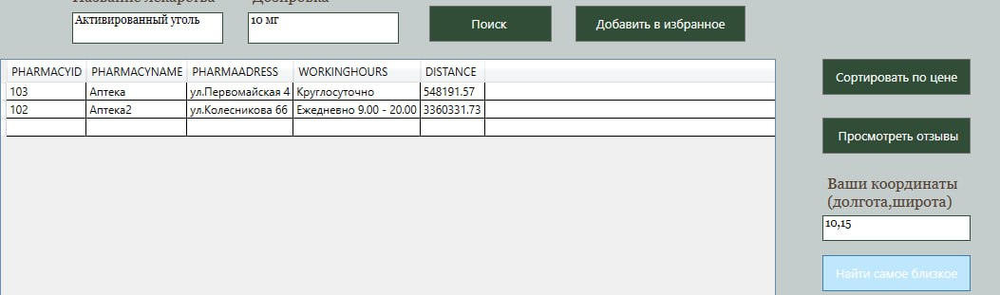 Название лекарства Дозировка
Активированный уголь 10 мг Поиск Добавить в избранное
PHARMACYID PHARMACYNAME PHARMAADRESS WORKINGHOURS DISTANCE
103 Аптека ул.Первомайская 4 Круглосуточно 548191.57
102 Аптека2 ул.Колесникова 66 Ежедневно 9.00 - 20.00 3360331.73
Сортировать по цене
Просмотреть отзывы
Ваши координаты
(долгота,широта)
10,15
Найти самое близкое